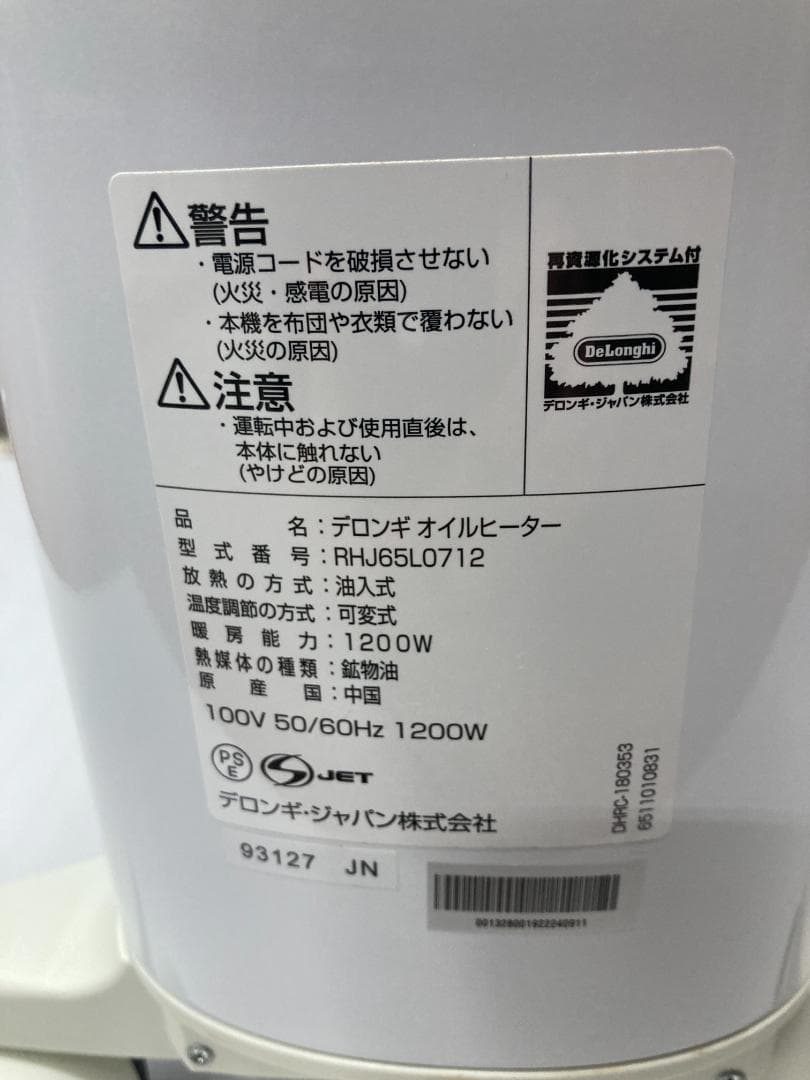 警告
・電源コードを破損させない
(火災・感電の原因)
・本機を布団や衣類で覆わない
(火災の原因)
注意
・運転中および使用直後は、
本体に触れない
(やけどの原因)
再資源化システム付
DeLonghi
デロンギ・ジャパン株式会社
品名：デロンギ オイルヒーター
型式番号：RHJ65L0712
放熱の方式：油入式
温度調節の方式：可変式
暖房能力：1200W
熱媒体の種類：鉱物油
原産国：中国
100V 50/60Hz 1200W
PSE JET
デロンギ・ジャパン株式会社
DHRC-180353
6511010831
93127 JN
001328001922240911